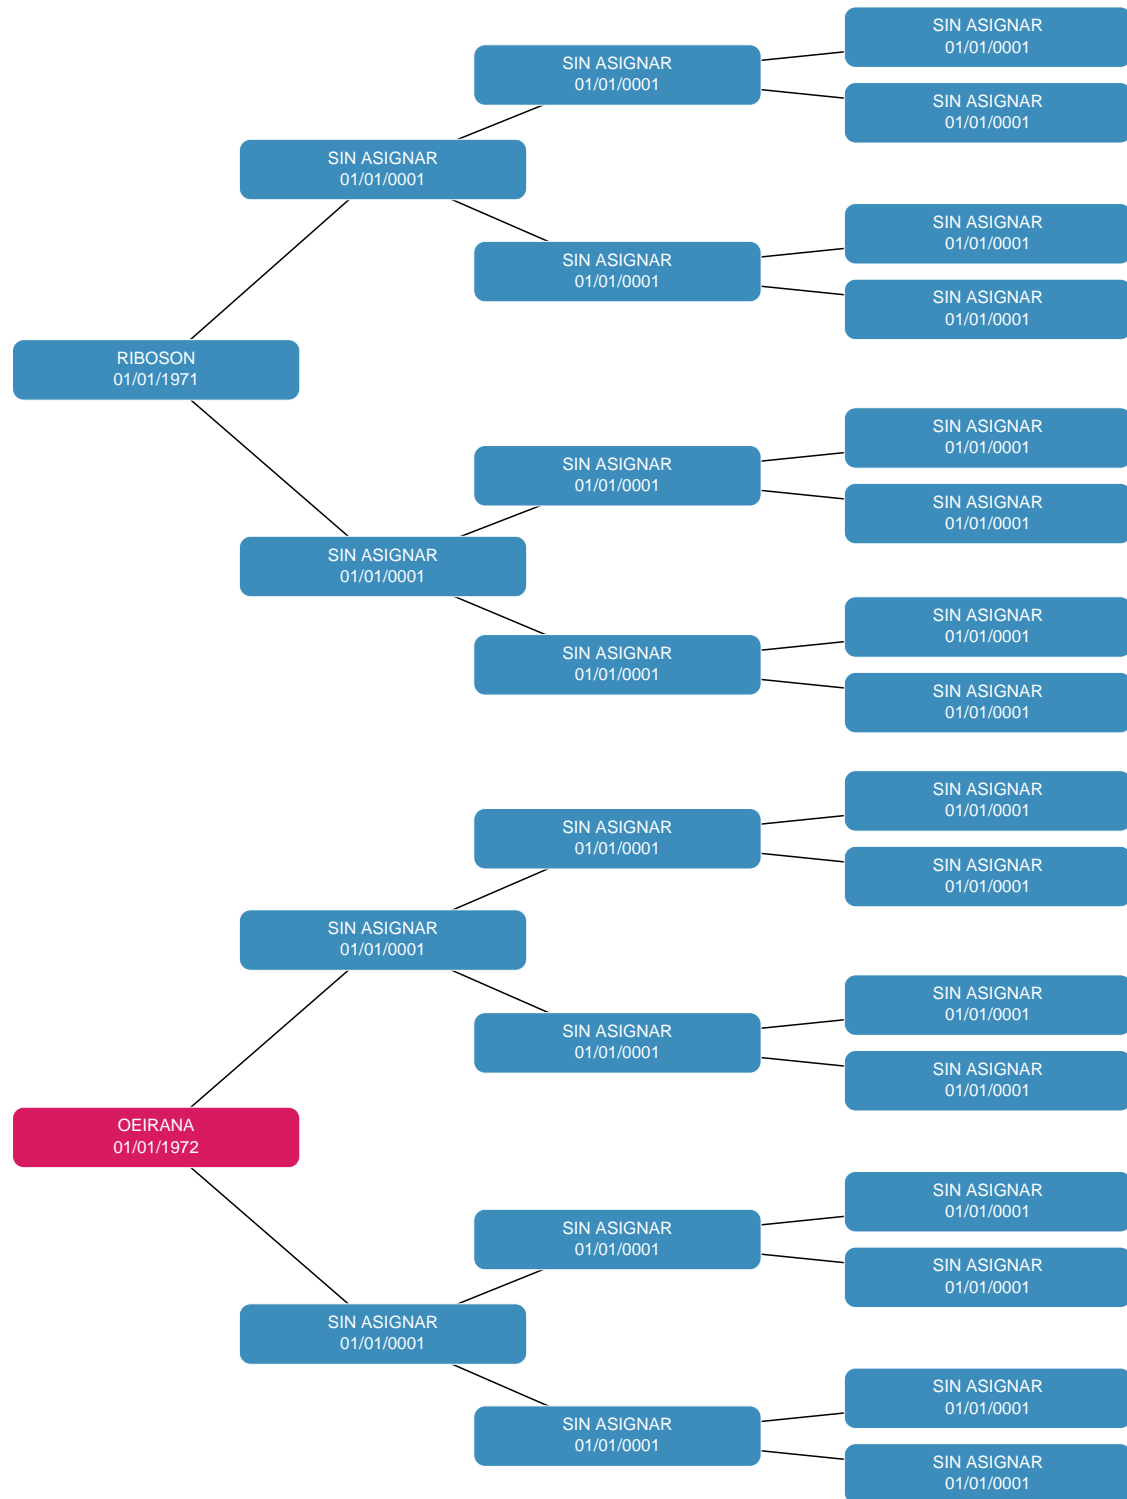 SIN ASIGNAR
01/01/0001
SIN ASIGNAR
01/01/0001
SIN ASIGNAR
01/01/0001
SIN ASIGNAR
01/01/0001
SIN ASIGNAR
01/01/0001
SIN ASIGNAR
01/01/0001
SIN ASIGNAR
01/01/0001
RIBOSON
01/01/1971
SIN ASIGNAR
01/01/0001
SIN ASIGNAR
01/01/0001
SIN ASIGNAR
01/01/0001
SIN ASIGNAR
01/01/0001
SIN ASIGNAR
01/01/0001
SIN ASIGNAR
01/01/0001
SIN ASIGNAR
01/01/0001
SIN ASIGNAR
01/01/0001
SIN ASIGNAR
01/01/0001
SIN ASIGNAR
01/01/0001
SIN ASIGNAR
01/01/0001
SIN ASIGNAR
01/01/0001
SIN ASIGNAR
01/01/0001
SIN ASIGNAR
01/01/0001
OEIRANA
01/01/1972
SIN ASIGNAR
01/01/0001
SIN ASIGNAR
01/01/0001
SIN ASIGNAR
01/01/0001
SIN ASIGNAR
01/01/0001
SIN ASIGNAR
01/01/0001
SIN ASIGNAR
01/01/0001
SIN ASIGNAR
01/01/0001